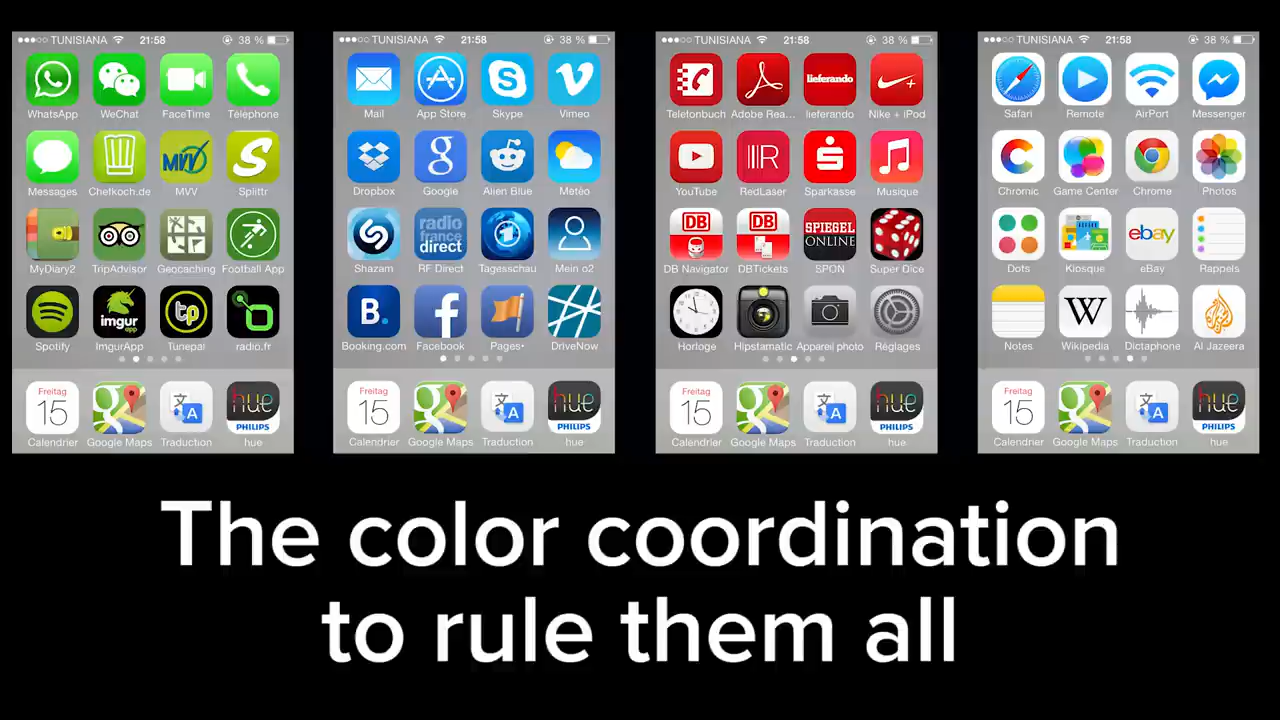 TUNISIANA 21:58 38 %
WhatsApp WeChat FaceTime Téléphone
Messages Chefkoch.de MVV Splittr
MyDiary2 TripAdvisor Geocaching Football App
imgur app tp
Spotify ImgurApp Tunepal radio.fr
Freitag
15
hue
PHILIPS
Calendrier Google Maps Traduction hue
TUNISIANA 21:58 38 %
Mail App Store Skype Vimeo
Dropbox Google Alien Blue Météo
radio france direct
Shazam RF Direct Tagesschau Mein o2
B.
Booking.com Facebook Pages+ DriveNow
Freitag
15
hue
PHILIPS
Calendrier Google Maps Traduction hue
TUNISIANA 21:58 38 %
lieferando
Telefonbuch Adobe Rea... lieferando Nike + iPod
YouTube RedLaser Sparkasse Musique
DB DB SPIEGEL ONLINE
DB Navigator DBTickets SPON Super Dice
Horloge Hipstamatic Appareil photo Réglages
Freitag
15
hue
PHILIPS
Calendrier Google Maps Traduction hue
TUNISIANA 21:58 38 %
Safari Remote AirPort Messenger
Chromic Game Center Chrome Photos
ebay
Dots Kiosque eBay Rappels
W
Notes Wikipedia Dictaphone Al Jazeera
Freitag
15
hue
PHILIPS
Calendrier Google Maps Traduction hue
The color coordination
to rule them all